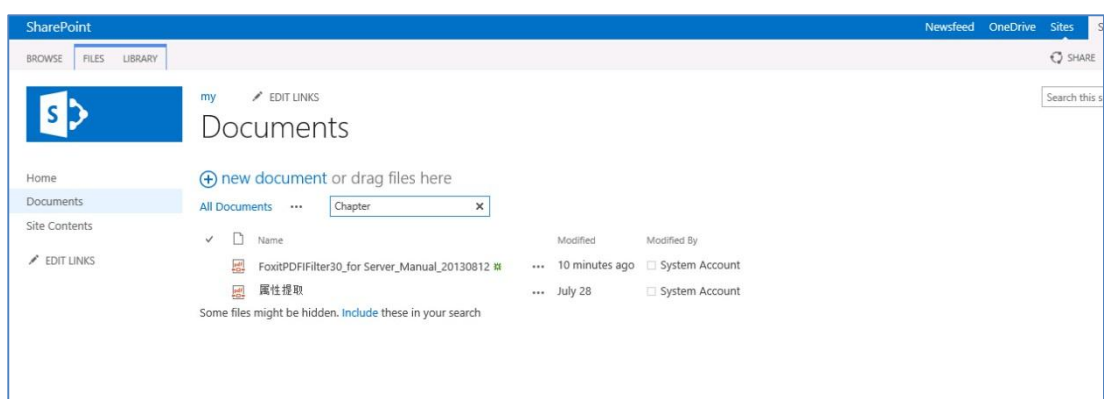 SharePoint Newsfeed OneDrive Sites S
BROWSE FILES LIBRARY SHARE
S
my EDIT LINKS Search this s
Documents
Home
Documents
Site Contents
EDIT LINKS
new document or drag files here
All Documents ... Chapter
Name Modified Modified By
FoxitPDFIFilter30_for Server_Manual_20130812 ... 10 minutes ago System Account
属性提取 ... July 28 System Account
Some files might be hidden. Include these in your search